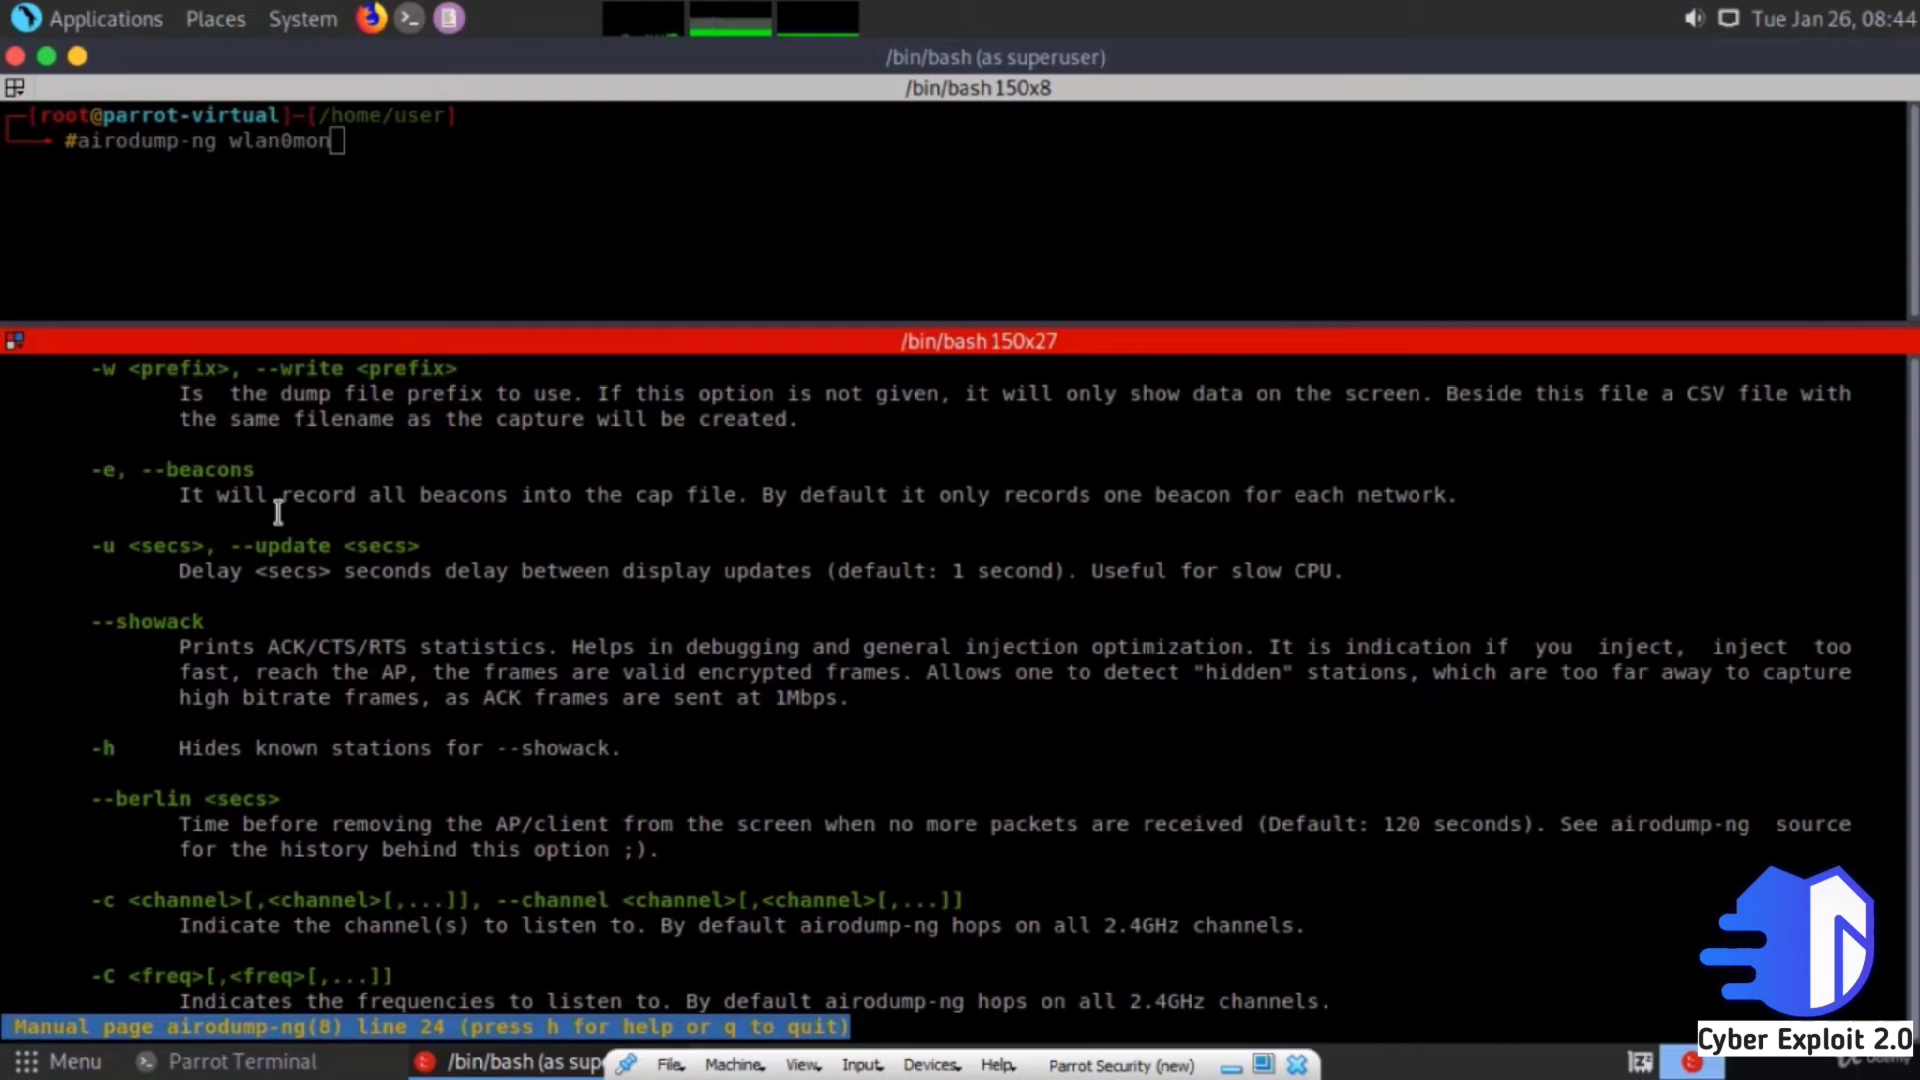 Applications Places System
Tue Jan 26, 08:44
/bin/bash (as superuser)
/bin/bash 150x8
[root@parrot-virtual]-[/home/user]
#airodump-ng wlan0mon
/bin/bash 150x27
-w <prefix>, --write <prefix>
Is the dump file prefix to use. If this option is not given, it will only show data on the screen. Beside this file a CSV file with
the same filename as the capture will be created.
-e, --beacons
It will record all beacons into the cap file. By default it only records one beacon for each network.
-u <secs>, --update <secs>
Delay <secs> seconds delay between display updates (default: 1 second). Useful for slow CPU.
--showack
Prints ACK/CTS/RTS statistics. Helps in debugging and general injection optimization. It is indication if you inject, inject too
fast, reach the AP, the frames are valid encrypted frames. Allows one to detect "hidden" stations, which are too far away to capture
high bitrate frames, as ACK frames are sent at 1Mbps.
-h Hides known stations for --showack.
--berlin <secs>
Time before removing the AP/client from the screen when no more packets are received (Default: 120 seconds). See airodump-ng source
for the history behind this option ;).
-c <channel>[,<channel>[,...]], --channel <channel>[,<channel>[,...]]
Indicate the channel(s) to listen to. By default airodump-ng hops on all 2.4GHz channels.
-C <freq>[,<freq>[,...]]
Indicates the frequencies to listen to. By default airodump-ng hops on all 2.4GHz channels.
Manual page airodump-ng(8) line 24 (press h for help or q to quit)
Cyber Exploit 2.0
Menu Parrot Terminal /bin/bash (as sup File Machine View Input Devices Help Parrot Security (new)